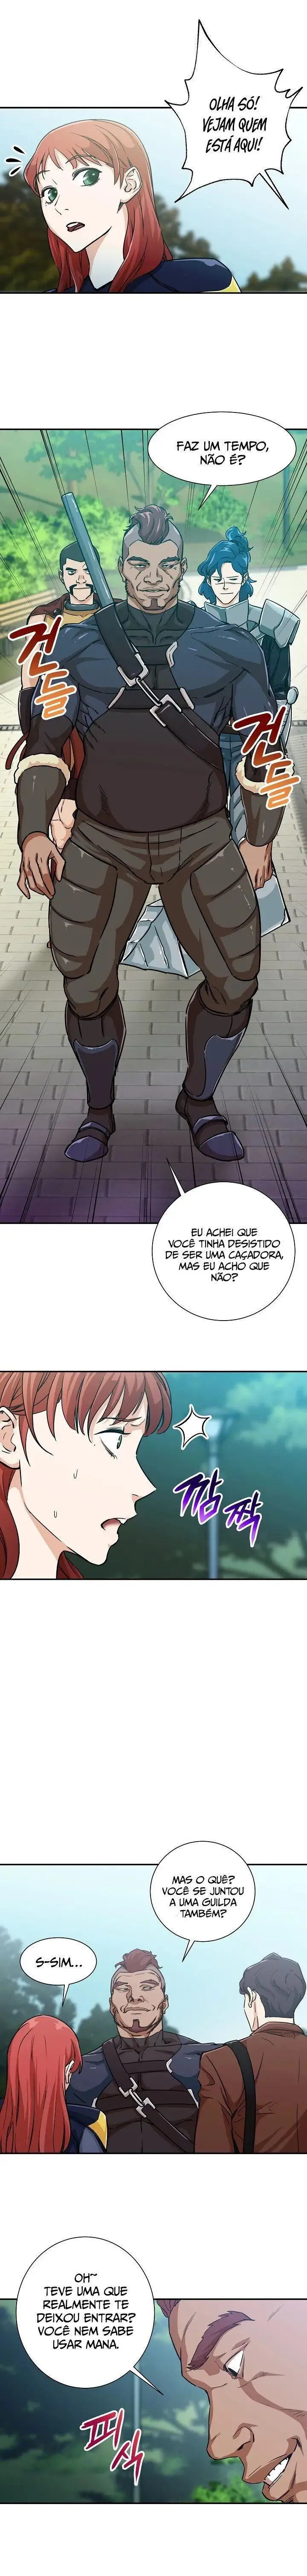 OLHA SÓ!
VEJAM QUEM
ESTÁ AQUI!
FAZ UM TEMPO,
NÃO É?
건들
건들
EU ACHEI QUE
VOCÊ TINHA DESISTIDO
DE SER UMA CAÇADORA,
MAS EU ACHO QUE
NÃO?
깜짝
MAS O QUÊ?
VOCÊ SE JUNTOU
A UMA GUILDA
TAMBÉM?
S-SIM...
OH~
TEVE UMA QUE
REALMENTE TE
DEIXOU ENTRAR?
VOCÊ NEM SABE
USAR MANA.
피식